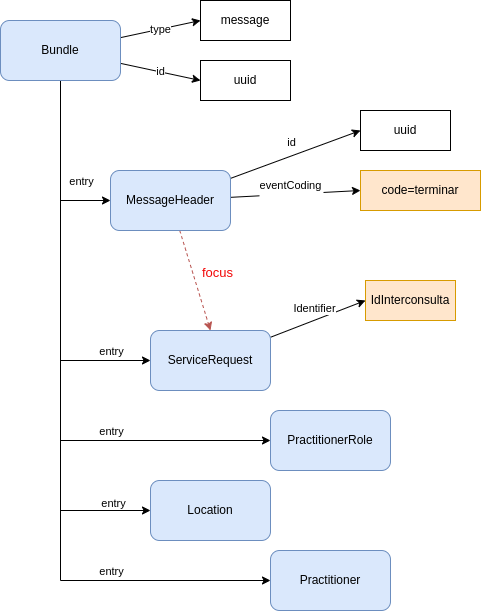 message
type
Bundle
id
uuid
uuid
id
entry
eventCoding
MessageHeader
code=terminar
focus
Identifier
IdInterconsulta
entry
ServiceRequest
entry
PractitionerRole
entry
Location
entry
Practitioner